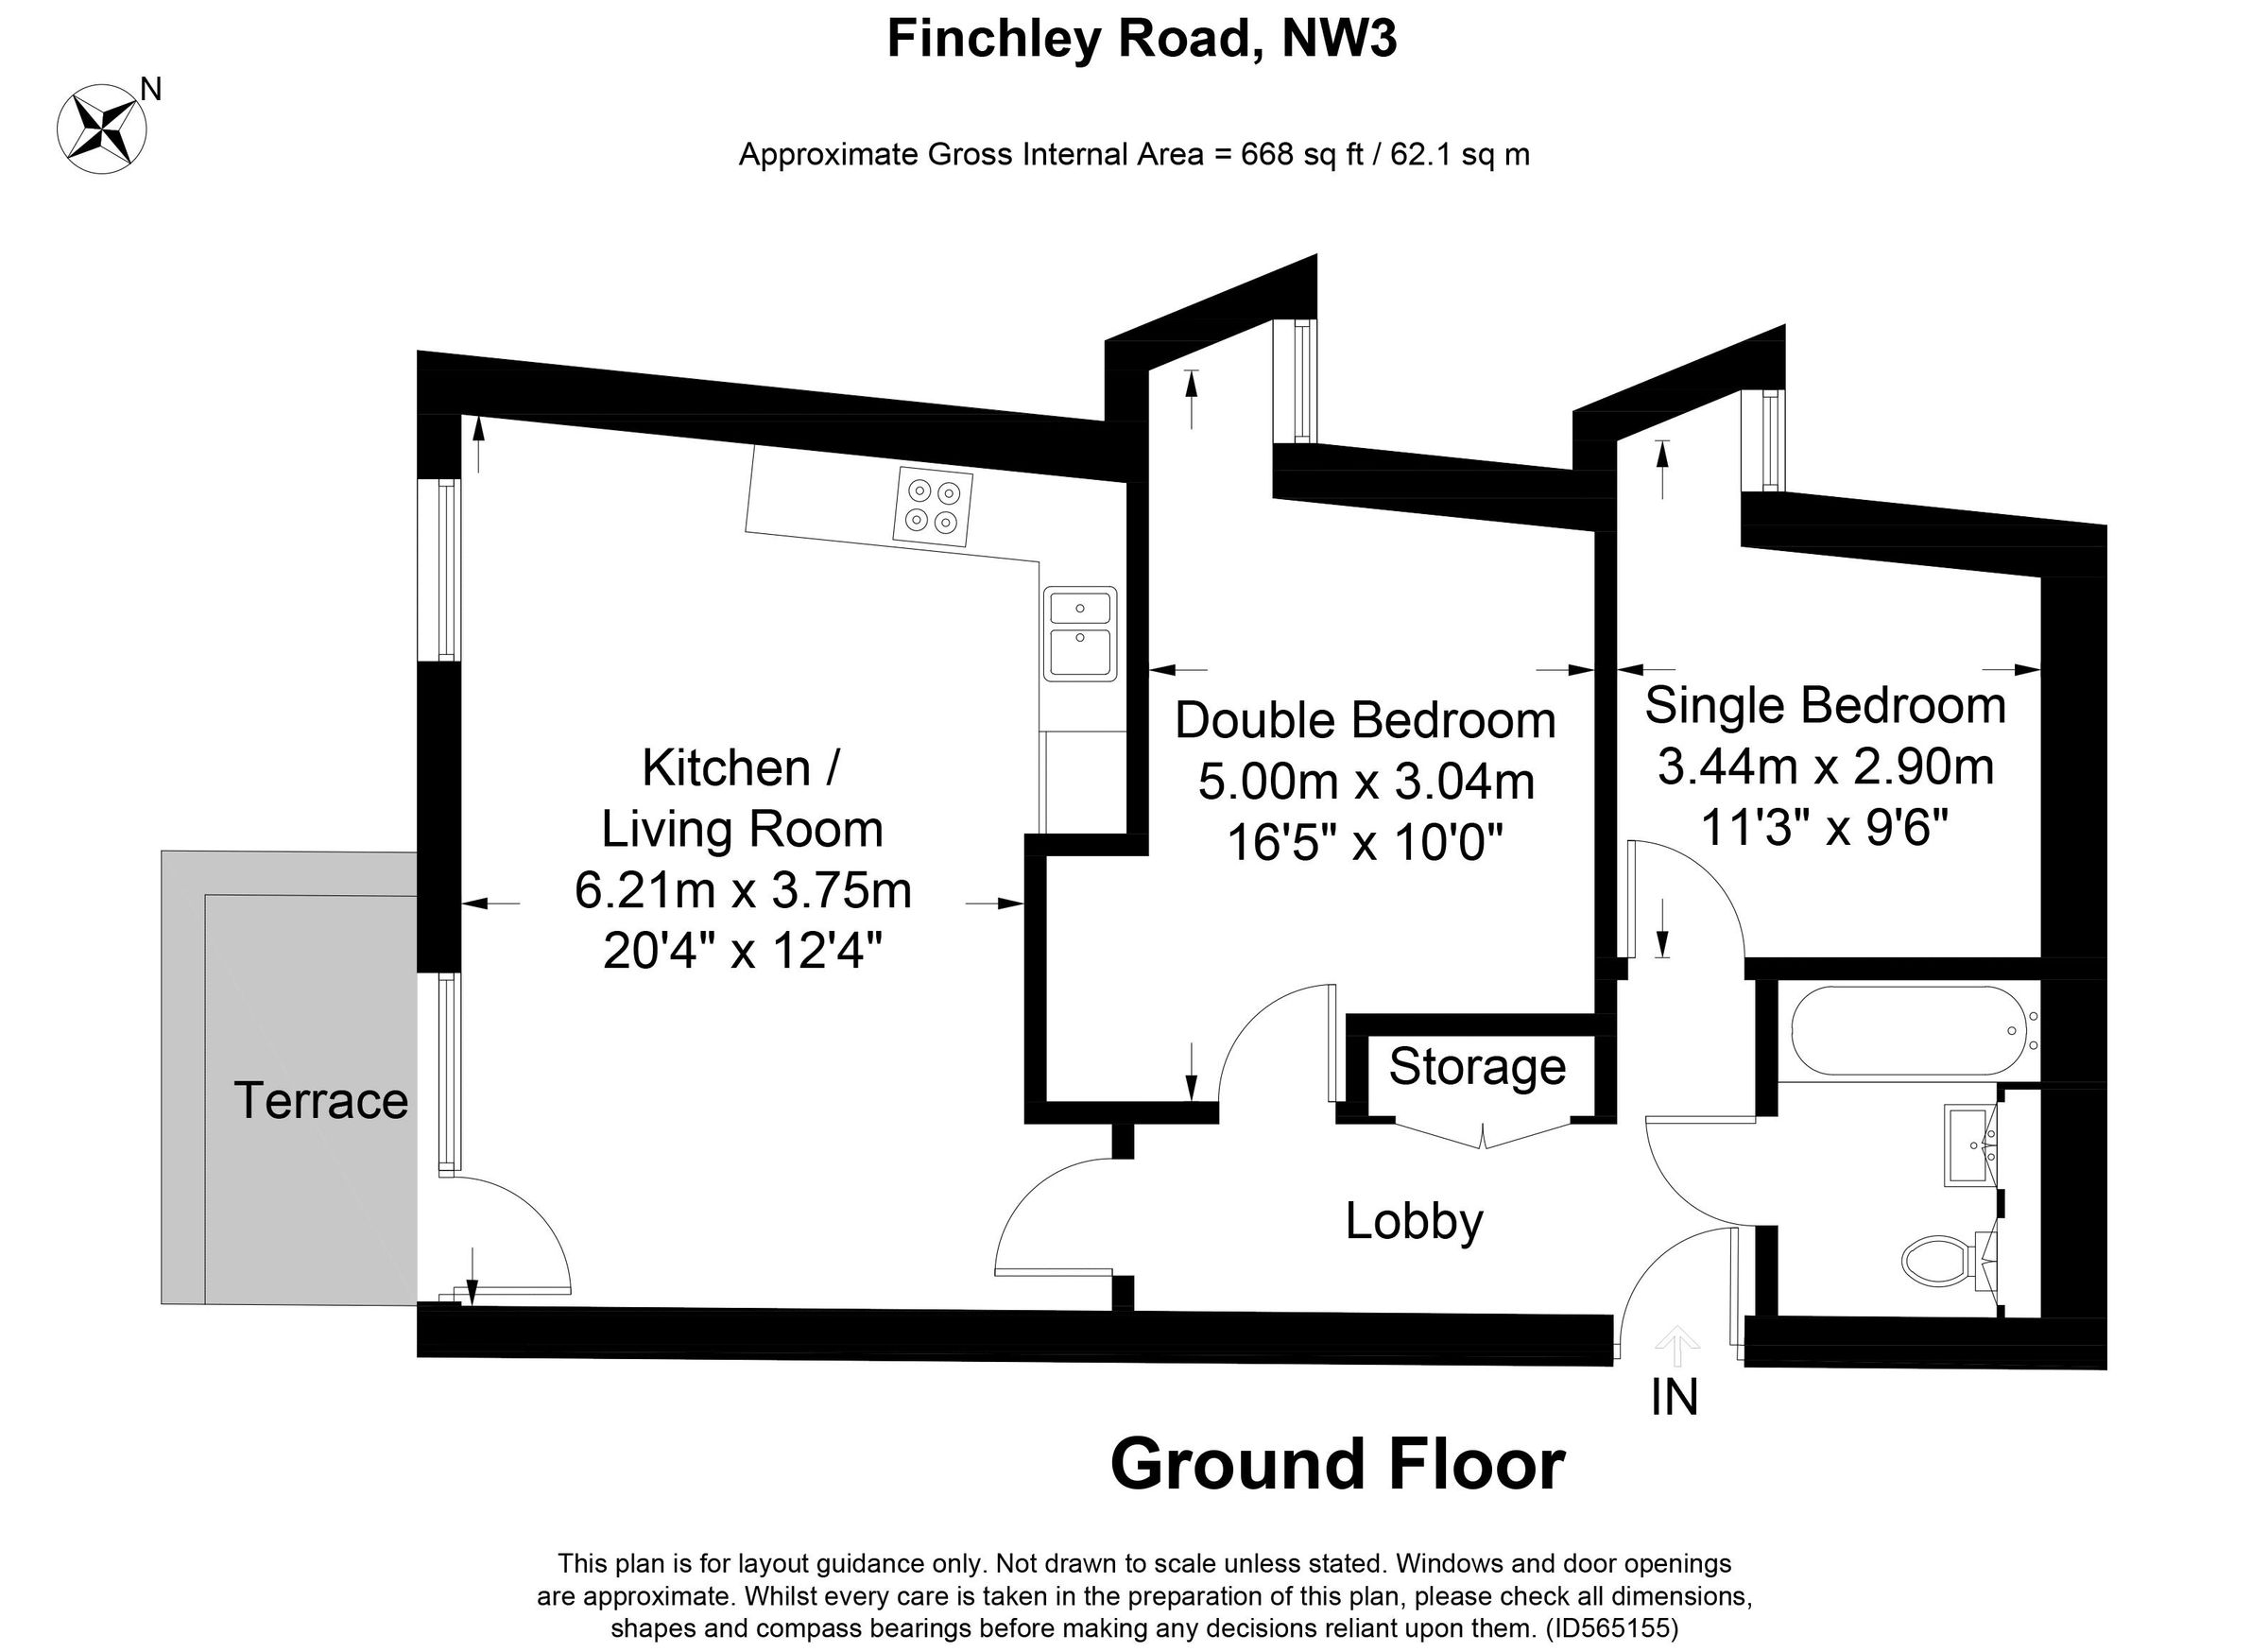 Finchley Road, NW3
N
Approximate Gross Internal Area = 668 sq ft / 62.1 sq m
Kitchen /
Living Room
6.21m x 3.75m
20'4" x 12'4"
Double Bedroom
5.00m x 3.04m
16'5" x 10'0"
Single Bedroom
3.44m x 2.90m
11'3" x 9'6"
Terrace
Storage
Lobby
IN
Ground Floor
This plan is for layout guidance only. Not drawn to scale unless stated. Windows and door openings
are approximate. Whilst every care is taken in the preparation of this plan, please check all dimensions,
shapes and compass bearings before making any decisions reliant upon them. (ID565155)